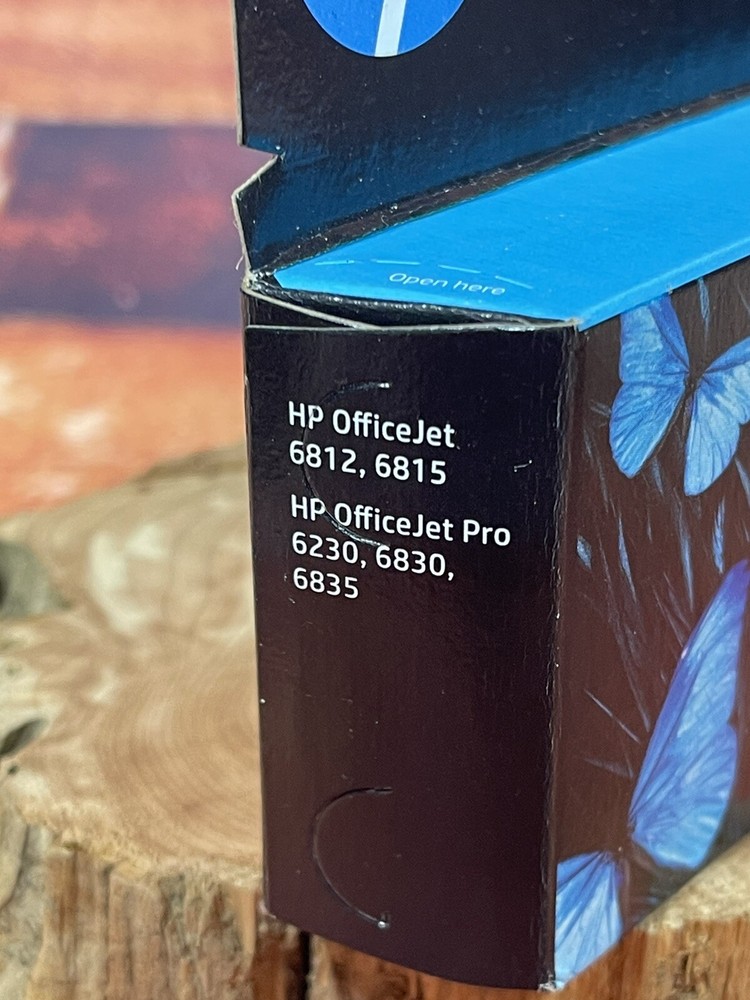 Open here
HP OfficeJet
6812, 6815
HP OfficeJet Pro
6230, 6830,
6835